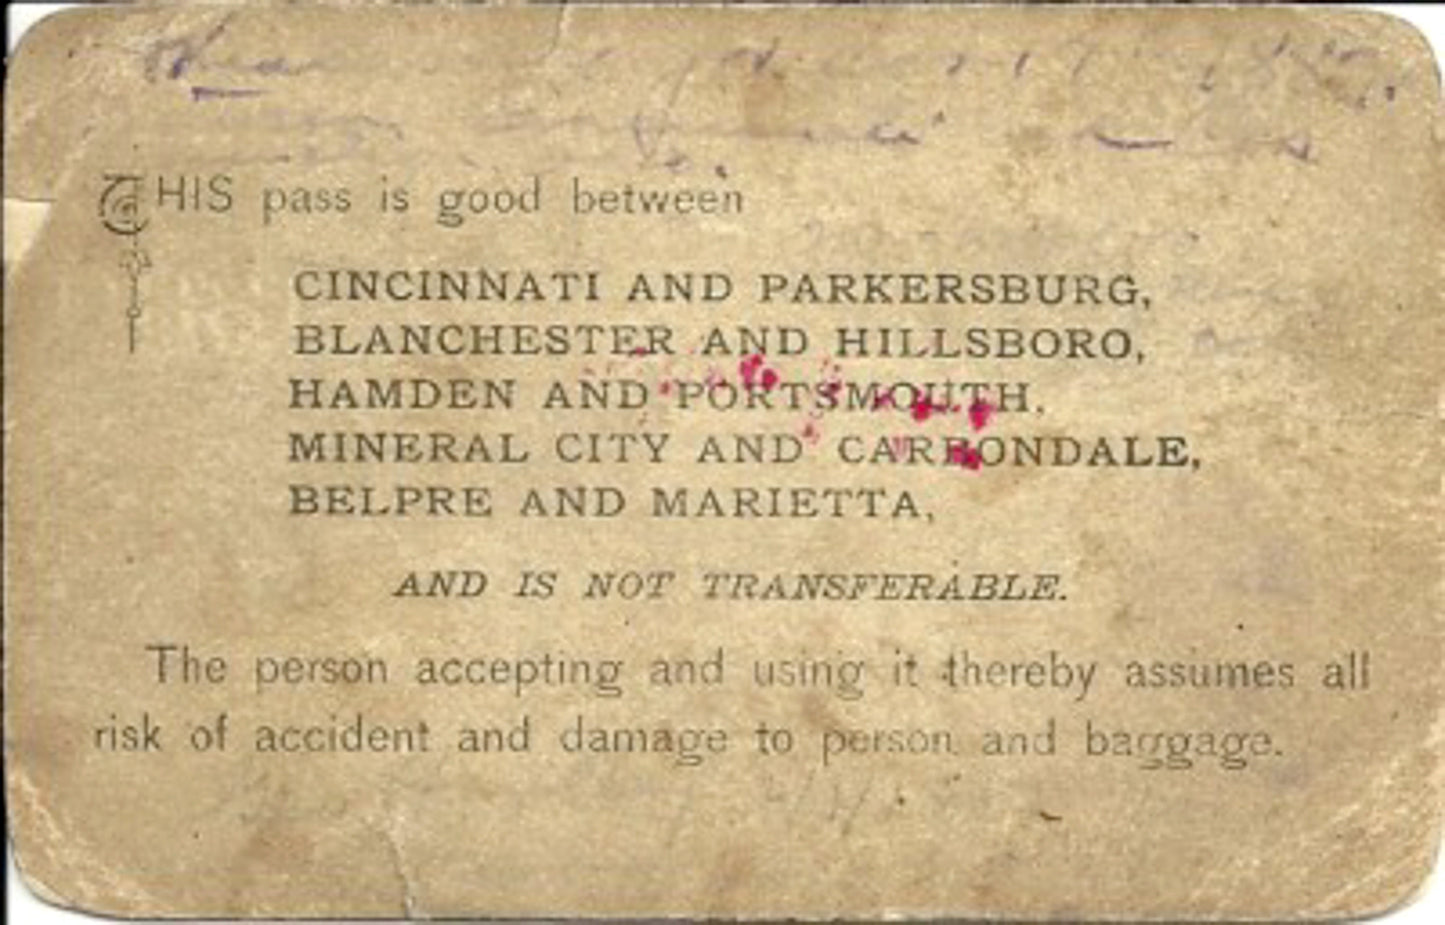 THIS pass is good between
CINCINNATI AND PARKERSBURG,
BLANCHESTER AND HILLSBORO,
HAMDEN AND PORTSMOUTH,
MINERAL CITY AND CARBONDALE,
BELPRE AND MARIETTA,
AND IS NOT TRANSFERABLE.
The person accepting and using it thereby assumes all
risk of accident and damage to person and baggage.